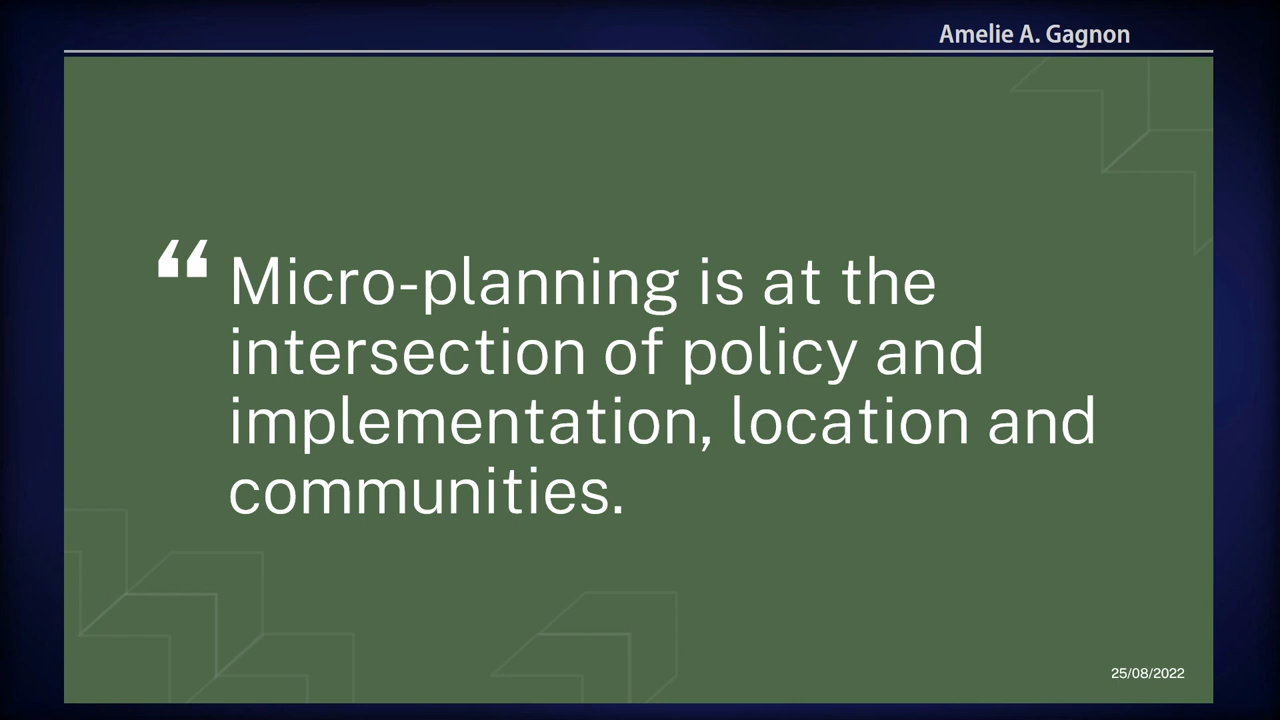 Amelie A. Gagnon
“Micro-planning is at the
intersection of policy and
implementation, location and
communities.
25/08/2022